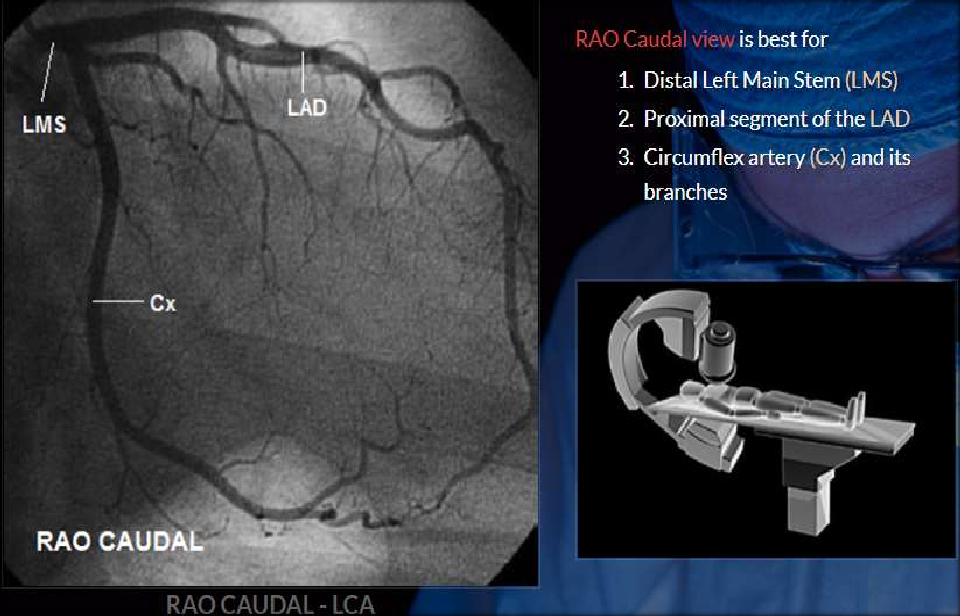 LMS
LAD
Cx
RAO CAUDAL
RAO CAUDAL - LCA
RAO Caudal view is best for
1. Distal Left Main Stem (LMS)
2. Proximal segment of the LAD
3. Circumflex artery (Cx) and its
branches